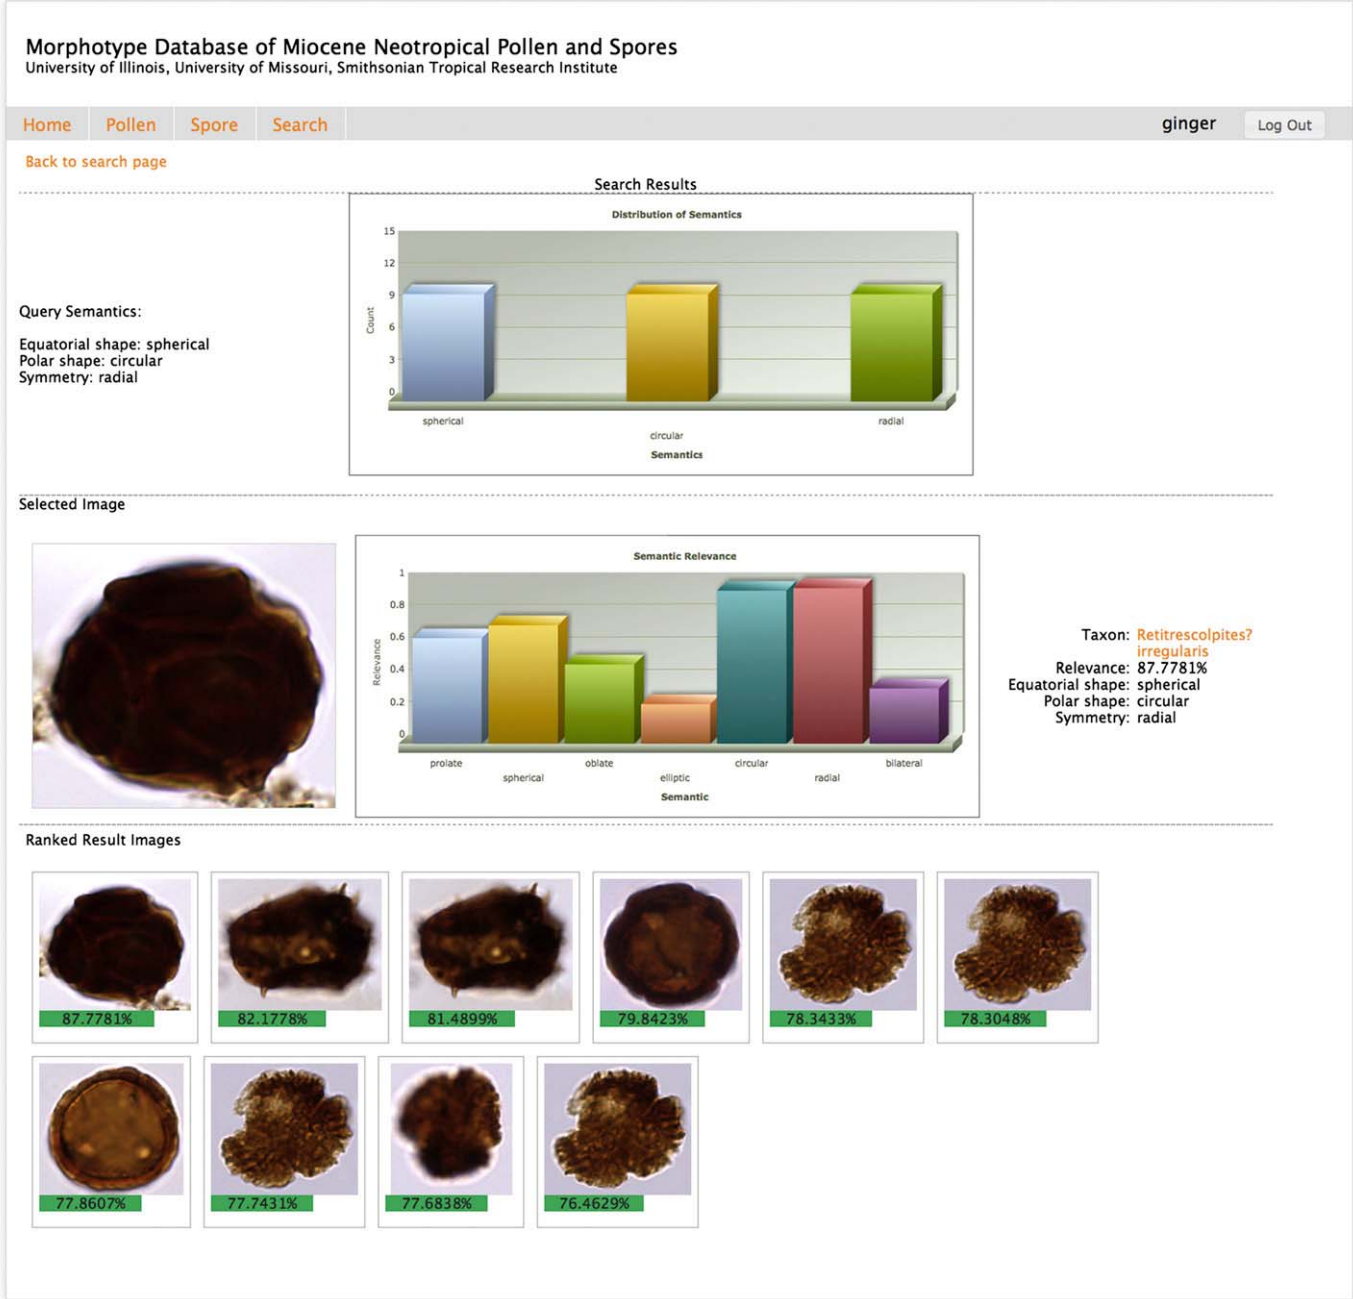 Morphotype Database of Miocene Neotropical Pollen and Spores
University of Illinois, University of Missouri, Smithsonian Tropical Research Institute
Home Pollen Spore Search ginger Log Out
Back to search page
Search Results
Query Semantics:
Equatorial shape: spherical
Polar shape: circular
Symmetry: radial
Distribution of Semantics
15
12
9
6
3
0
Count
spherical
circular
radial
Semantics
Selected Image
Semantic Relevance
1
0.8
0.6
0.4
0.2
0
Relevance
prolate
spherical
oblate
elliptic
circular
radial
bilateral
Semantic
Taxon: Retitrescolpites?
irregularis
Relevance: 87.7781%
Equatorial shape: spherical
Polar shape: circular
Symmetry: radial
Ranked Result Images
87.7781% 82.1778% 81.4899% 79.8423% 78.3433% 78.3048%
77.8607% 77.7431% 77.6838% 76.4629%